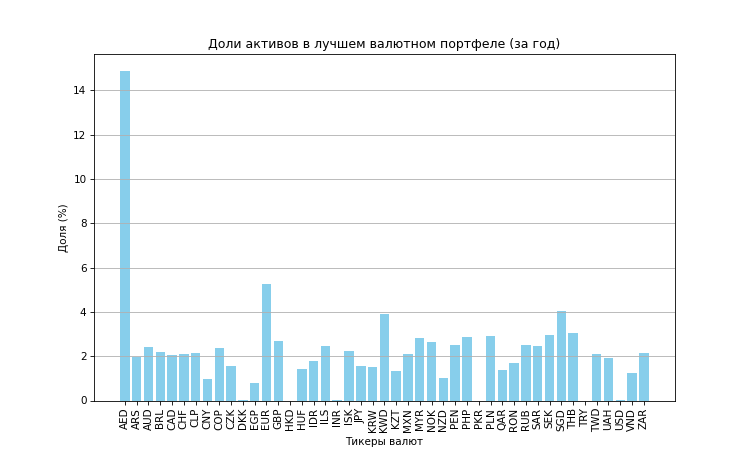 Доли активов в лучшем валютном портфеле (за год)
Доля (%)
14
12
10
8
6
4
2
0
AED ARS AUD BRL CAD CHF CLP CNY COP CZK DKK EGP EUR GBP HKD HUF IDR ILS INR ISK JPY KRW KWD KZT MXN MYR NOK NZD PEN PHP PKR PLN QAR RON RUB SAR SEK SGD THB TRY TWD UAH USD VND ZAR
Тикеры валют